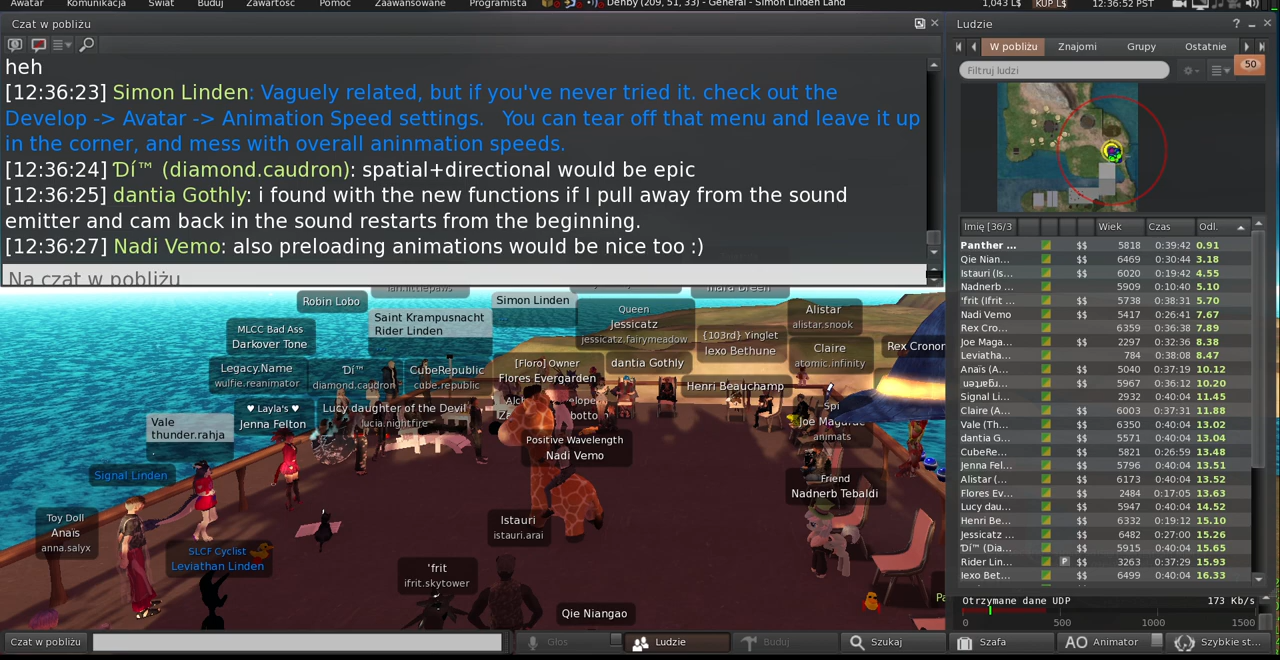 Awatar Komunikacja Świat Buduj Zawartość Pomoc Zaawansowane Programista Denby (209, 51, 33) - General - Simon Linden Land 1,043 L$ KUP L$ 12:36:52 PST
Czat w pobliżu
heh
[12:36:23] Simon Linden: Vaguely related, but if you've never tried it. check out the
Develop -> Avatar -> Animation Speed settings. You can tear off that menu and leave it up
in the corner, and mess with overall aninmation speeds.
[12:36:24] Ɗí™ (diamond.caudron): spatial+directional would be epic
[12:36:25] dantia Gothly: i found with the new functions if I pull away from the sound
emitter and cam back in the sound restarts from the beginning.
[12:36:27] Nadi Vemo: also preloading animations would be nice too :)
Na czat w pobliżu
Robin Lobo
Simon Linden
Saint Krampusnacht
Rider Linden
Queen
Jessicatz
jessicatz.fairymeadow
Alistar
alistar.snook
MLCC Bad Ass
Darkover Tone
{103rd} Yinglet
Iexo Bethune
Claire
atomic.infinity
Rex Cronon
Legacy.Name
wulfie.reanimator
Ɗí™
diamond.caudron
CubeRepublic
cube.republic
[Floro] Owner
Flores Evergarden
dantia Gothly
Henri Beauchamp
♥ Layla's ♥
Jenna Felton
Lucy daughter of the Devil
lucia.nightfire
Vale
thunder.rahja
Joe Magarac
animats
Positive Wavelength
Nadi Vemo
Signal Linden
Friend
Nadnerb Tebaldi
Toy Doll
Anaïs
anna.salyx
Istauri
istauri.arai
SLCF Cyclist
Leviathan Linden
'frit
ifrit.skytower
Qie Niangao
Czat w pobliżu
Głos
Ludzie
Buduj
Szukaj
Ludzie
? _ ×
W pobliżu Znajomi Grupy Ostatnie
Filtruj ludzi
50
Imię [36/3 Wiek Czas Odl.
Panther ... $$ 5818 0:39:42 0.91
Qie Nian... $$ 6469 0:30:44 3.18
Istauri (Is... $$ 6020 0:19:42 4.55
Nadnerb ... 5909 0:10:40 5.10
'frit (Ifrit ... $$ 5738 0:38:31 5.70
Nadi Vemo $$ 5417 0:26:41 7.67
Rex Cro... 6359 0:36:38 7.89
Joe Maga... $$ 2297 0:32:36 8.38
Leviatha... 784 0:38:08 8.47
Anaïs (A... $$ 5040 0:37:19 10.12
$$ 5967 0:36:12 10.20
Signal Li... 2932 0:40:04 11.45
Claire (A... $$ 6003 0:37:31 11.88
Vale (Th... $$ 6350 0:40:04 13.02
dantia G... $$ 5571 0:40:04 13.04
CubeRe... $$ 5821 0:26:59 13.48
Jenna Fel... $$ 5796 0:40:04 13.51
Alistar (... $$ 6173 0:40:04 13.52
Flores Ev... $$ 2484 0:17:05 13.63
Lucy dau... $$ 5947 0:40:04 14.52
Henri Be... $$ 6332 0:19:12 15.10
Jessicatz ... $$ 6482 0:27:00 15.26
Ɗí™ (Dia... $$ 5915 0:40:04 15.65
Rider Lin... P $$ 3263 0:37:29 15.93
Iexo Bet... $$ 6499 0:40:04 16.33
Otrzymane dane UDP 173 Kb/s
0 500 1000 1500
Szafa
AO Animator
Szybkie st...